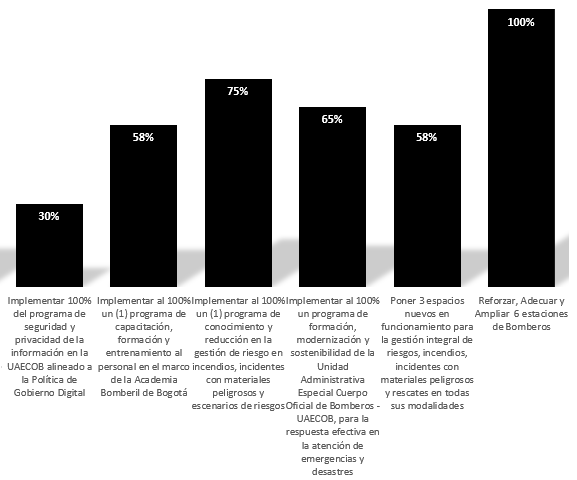 100%
75%
65%
58%
58%
30%
Implementar 100%
del programa de
seguridad y
privacidad de la
información en la
UAECOB alineado a
la Política de
Gobierno Digital
Implementar al 100%
un (1) programa de
capacitación,
formación y
entrenamiento al
personal en el marco
de la Academia
Bomberil de Bogotá
Implementar al 100%
un (1) programa de
conocimiento y
reducción en la
gestión de riesgo en
incendios, incidentes
con materiales
peligrosos y
escenarios de riesgos
Implementar al 100%
un programa de
formación,
modernización y
sostenibilidad de la
Unidad
Administrativa
Especial Cuerpo
Oficial de Bomberos -
UAECOB, para la
respuesta efectiva en
la atención de
emergencias y
desastres
Poner 3 espacios
nuevos en
funcionamiento para
la gestión integral de
riesgos, incendios,
incidentes con
materiales peligrosos
y rescates en todas
sus modalidades
Reforzar, Adecuar y
Ampliar 6 estaciones
de Bomberos